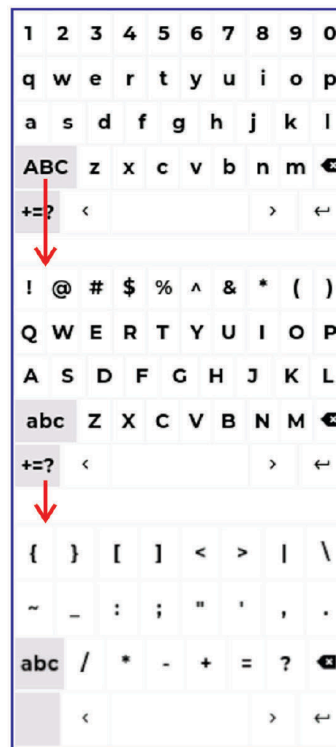 1 2 3 4 5 6 7 8 9 0
q w e r t y u i o p
a s d f g h j k l
ABC z x c v b n m
+=? < > ↵
! @ # $ % ^ & * ( )
Q W E R T Y U I O P
A S D F G H J K L
abc Z X C V B N M
+=? < > ↵
{ } [ ] < > | \
~ _ : ; " ' , .
abc / * - + = ?
< > ↵